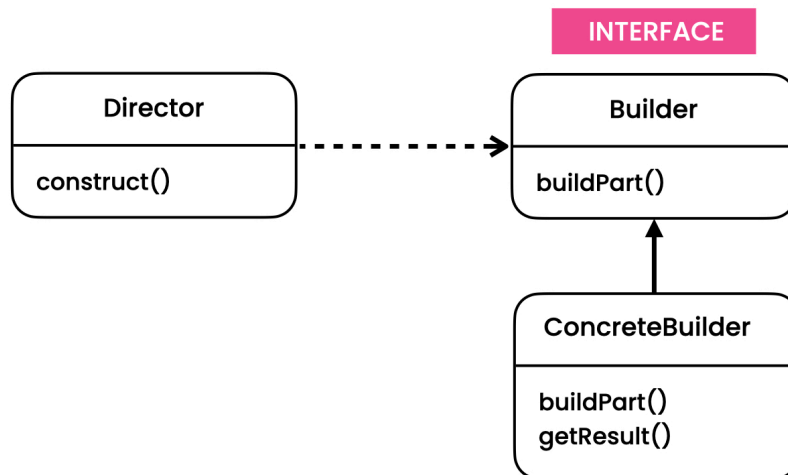 INTERFACE
Director
construct()
Builder
buildPart()
ConcreteBuilder
buildPart()
getResult()